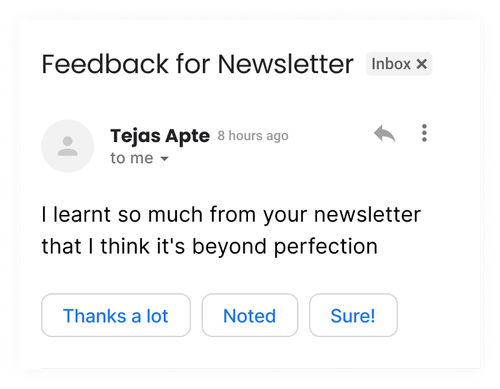 Feedback for Newsletter Inbox ×
Tejas Apte 8 hours ago
to me
I learnt so much from your newsletter
that I think it's beyond perfection
Thanks a lot Noted Sure!